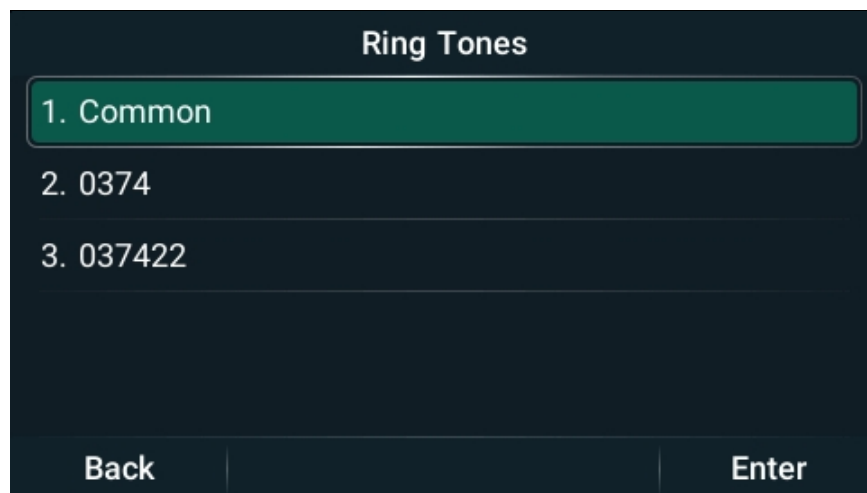 Ring Tones
1. Common
2. 0374
3. 037422
Back Enter